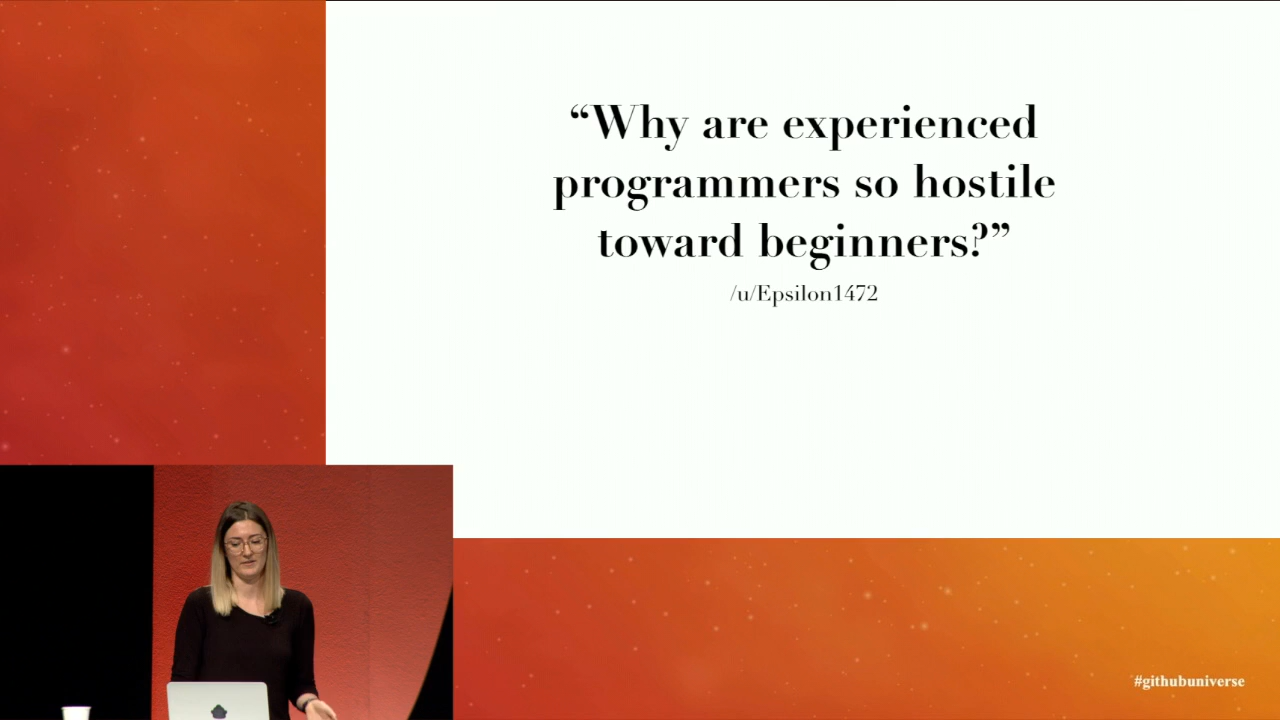 “Why are experienced
programmers so hostile
toward beginners?”
/u/Epsilon1472
#githubuniverse